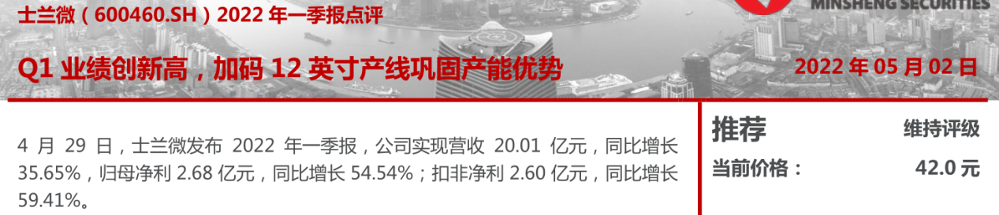 士兰微（600460.SH）2022 年一季报点评
MINSHENG SECURITIES
Q1 业绩创新高，加码 12 英寸产线巩固产能优势
2022 年 05 月 02 日
4 月 29 日，士兰微发布 2022 年一季报，公司实现营收 20.01 亿元，同比增长
35.65%，归母净利 2.68 亿元，同比增长 54.54%；扣非净利 2.60 亿元，同比增长
59.41%。
推荐 维持评级
当前价格： 42.0 元